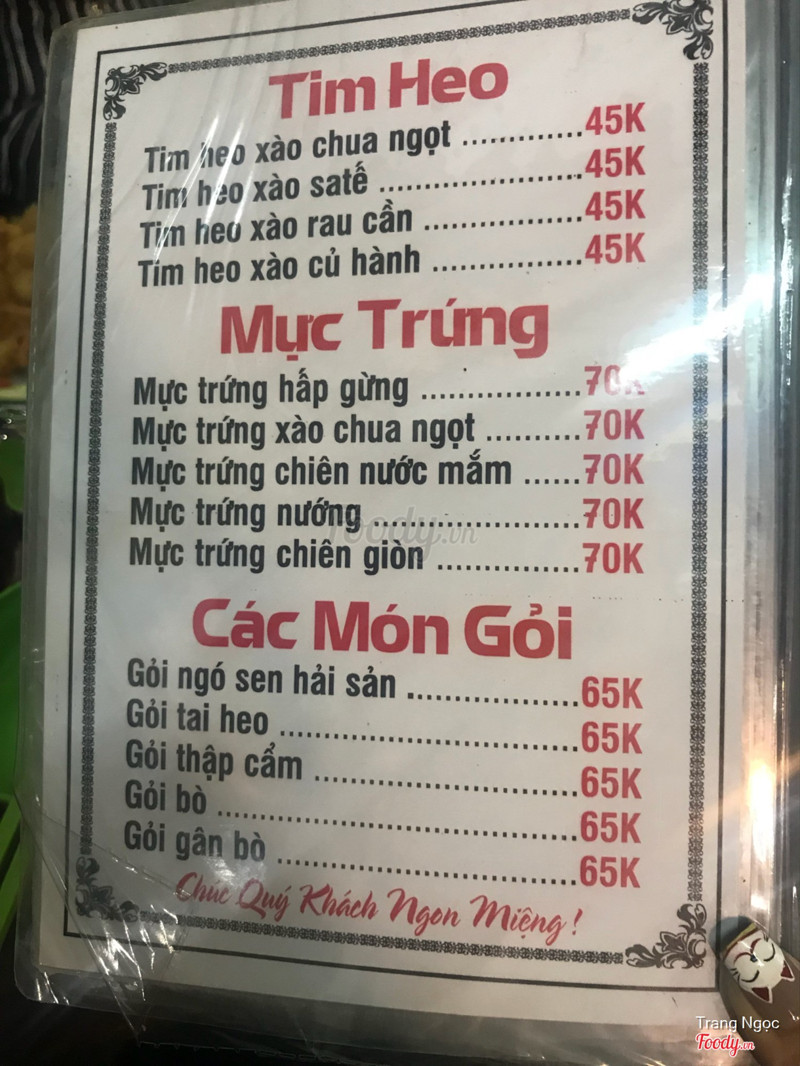 Tim Heo
Tim heo xào chua ngọt .............45K
Tim heo xào satế ......................45K
Tim heo xào rau cần .................45K
Tim heo xào củ hành ................45K
Mực Trứng
Mực trứng hấp gừng .................70K
Mực trứng xào chua ngọt ..........70K
Mực trứng chiên nước mắm ......70K
Mực trứng nướng ......................70K
Mực trứng chiên giòn ...............70K
Foody.vn
Các Món Gỏi
Gỏi ngó sen hải sản ..................65K
Gỏi tai heo ................................65K
Gỏi thập cẩm ............................65K
Gỏi bò .......................................65K
Gỏi gân bò ................................65K
Chúc Quý Khách Ngon Miệng !
Trang Ngọc
Foody.vn